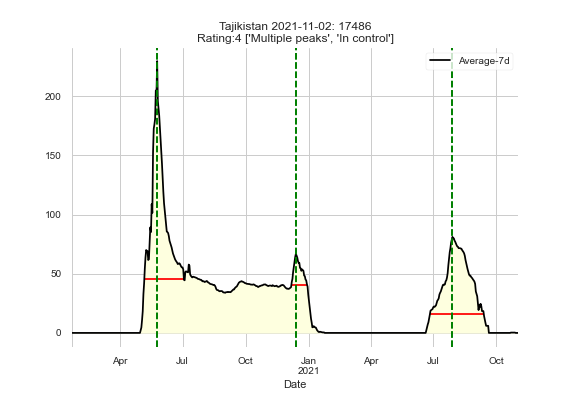 Tajikistan 2021-11-02: 17486
Rating:4 ['Multiple peaks', 'In control']
Average-7d
200
150
100
50
0
Apr Jul Oct Jan Apr Jul Oct
2021
Date